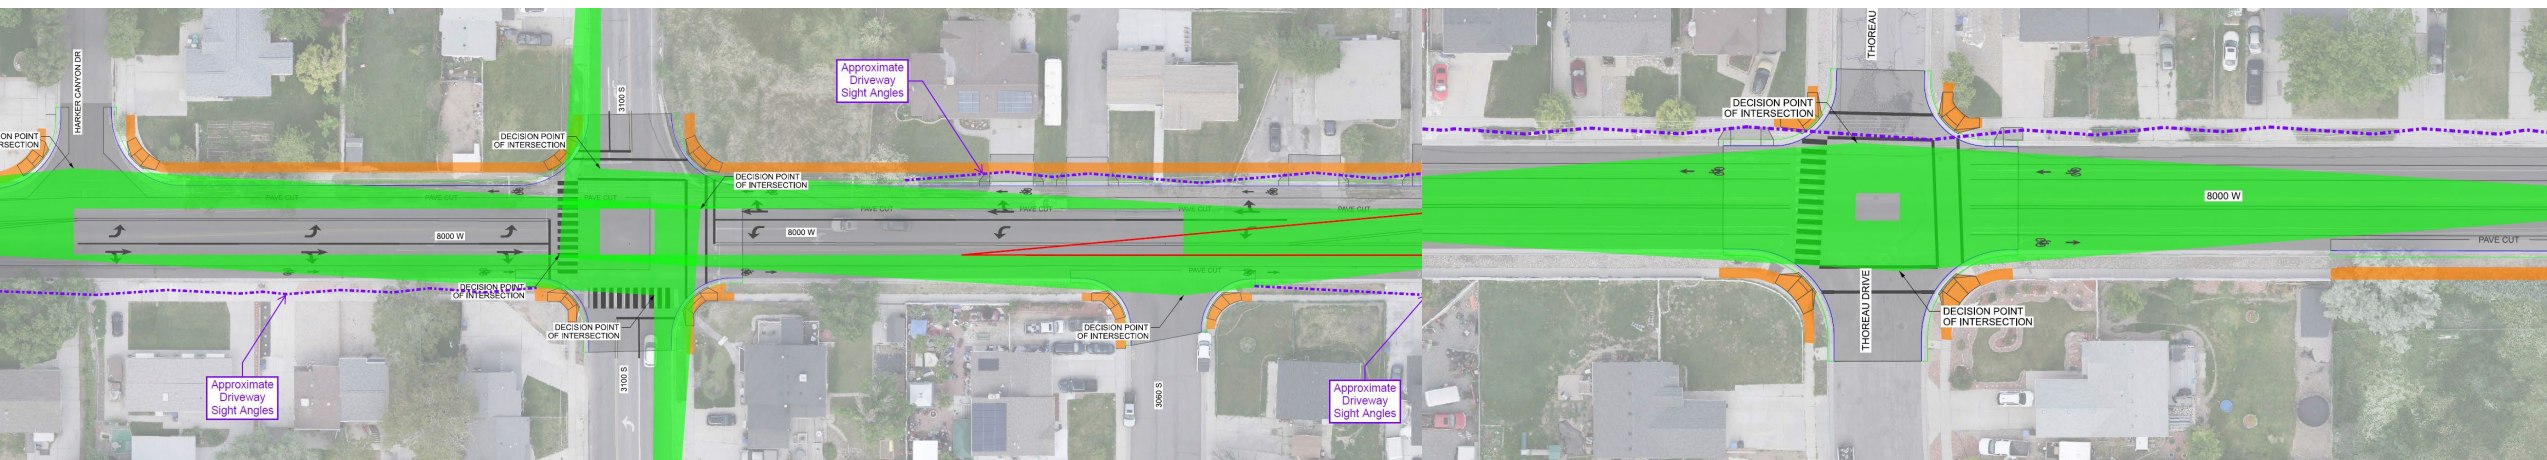 HARKER CANYON DR
ON POINT
RSECTION
DECISION POINT
OF INTERSECTION
3100 S
Approximate
Driveway
Sight Angles
DECISION POINT
OF INTERSECTION
PAVE CUT
PAVE CUT
PAVE CUT
PAVE CUT
PAVE CUT
PAVE CUT
PAVE CUT
8000 W
8000 W
PAVE CUT
DECISION POINT
OF INTERSECTION
DECISION POINT
OF INTERSECTION
DECISION POINT
OF INTERSECTION
Approximate
Driveway
Sight Angles
3100 S
3060 S
Approximate
Driveway
Sight Angles
THOREAU
DECISION POINT
OF INTERSECTION
8000 W
PAVE CUT
THOREAU DRIVE
DECISION POINT
OF INTERSECTION